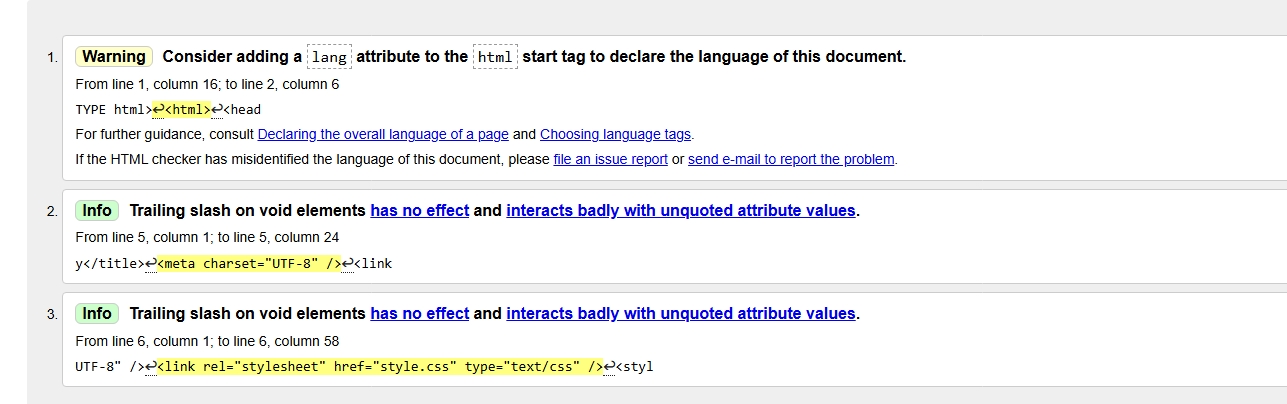 1. Warning Consider adding a lang attribute to the html start tag to declare the language of this document.
From line 1, column 16; to line 2, column 6
TYPE html>↩<html>↩<head
For further guidance, consult Declaring the overall language of a page and Choosing language tags.
If the HTML checker has misidentified the language of this document, please file an issue report or send e-mail to report the problem.
2. Info Trailing slash on void elements has no effect and interacts badly with unquoted attribute values.
From line 5, column 1; to line 5, column 24
y</title>↩<meta charset="UTF-8" />↩<link
3. Info Trailing slash on void elements has no effect and interacts badly with unquoted attribute values.
From line 6, column 1; to line 6, column 58
UTF-8" />↩<link rel="stylesheet" href="style.css" type="text/css" />↩<styl